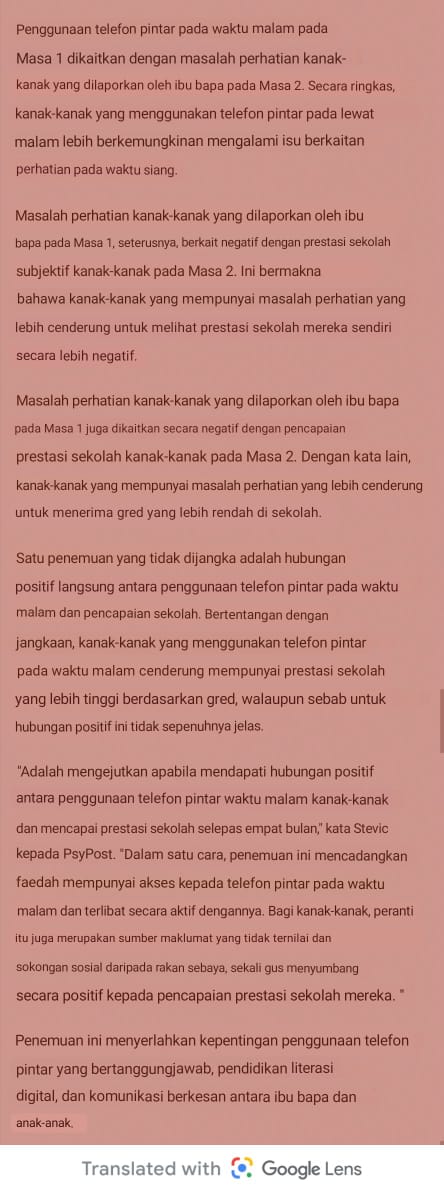 Penggunaan telefon pintar pada waktu malam pada
Masa 1 dikaitkan dengan masalah perhatian kanak-
kanak yang dilaporkan oleh ibu bapa pada Masa 2. Secara ringkas,
kanak-kanak yang menggunakan telefon pintar pada lewat
malam lebih berkemungkinan mengalami isu berkaitan
perhatian pada waktu siang.
Masalah perhatian kanak-kanak yang dilaporkan oleh ibu
bapa pada Masa 1, seterusnya, berkait negatif dengan prestasi sekolah
subjektif kanak-kanak pada Masa 2. Ini bermakna
bahawa kanak-kanak yang mempunyai masalah perhatian yang
lebih cenderung untuk melihat prestasi sekolah mereka sendiri
secara lebih negatif.
Masalah perhatian kanak-kanak yang dilaporkan oleh ibu bapa
pada Masa 1 juga dikaitkan secara negatif dengan pencapaian
prestasi sekolah kanak-kanak pada Masa 2. Dengan kata lain,
kanak-kanak yang mempunyai masalah perhatian yang lebih cenderung
untuk menerima gred yang lebih rendah di sekolah.
Satu penemuan yang tidak dijangka adalah hubungan
positif langsung antara penggunaan telefon pintar pada waktu
malam dan pencapaian sekolah. Bertentangan dengan
jangkaan, kanak-kanak yang menggunakan telefon pintar
pada waktu malam cenderung mempunyai prestasi sekolah
yang lebih tinggi berdasarkan gred, walaupun sebab untuk
hubungan positif ini tidak sepenuhnya jelas.
"Adalah mengejutkan apabila mendapati hubungan positif
antara penggunaan telefon pintar waktu malam kanak-kanak
dan mencapai prestasi sekolah selepas empat bulan," kata Stevic
kepada PsyPost. "Dalam satu cara, penemuan ini mencadangkan
faedah mempunyai akses kepada telefon pintar pada waktu
malam dan terlibat secara aktif dengannya. Bagi kanak-kanak, peranti
itu juga merupakan sumber maklumat yang tidak ternilai dan
sokongan sosial daripada rakan sebaya, sekali gus menyumbang
secara positif kepada pencapaian prestasi sekolah mereka. "
Penemuan ini menyerlahkan kepentingan penggunaan telefon
pintar yang bertanggungjawab, pendidikan literasi
digital, dan komunikasi berkesan antara ibu bapa dan
anak-anak.
Translated with Google Lens